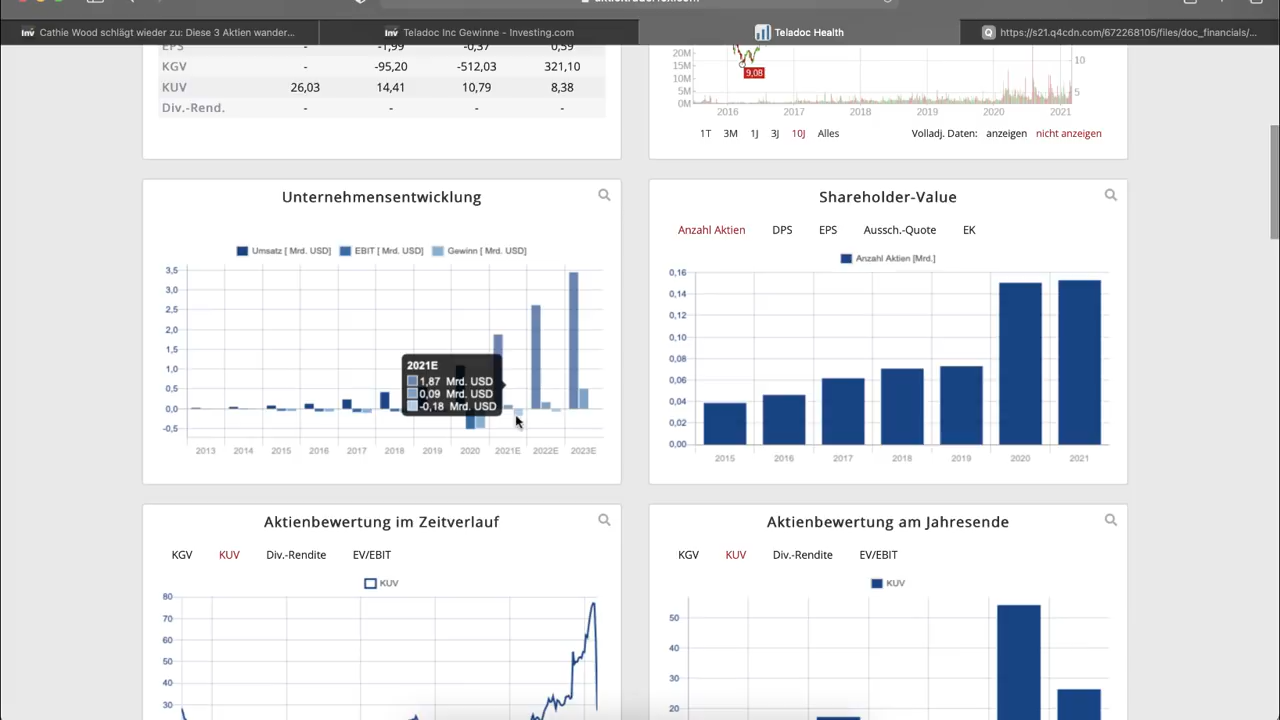 Cathie Wood schlägt wieder zu: Diese 3 Aktien wander...
Teladoc Inc Gewinne - Investing.com
Teladoc Health
https://s21.q4cdn.com/672268105/files/doc_financials/...
EPS - -1,99 -0,37 0,59
KGV - -95,20 -512,03 321,10
KUV 26,03 14,41 10,79 8,38
Div.-Rend. - - - -
20M
15M
10M
5M
0M
9,08
10
5
2016 2017 2018 2019 2020 2021
1T 3M 1J 3J 10J Alles
Volladj. Daten: anzeigen nicht anzeigen
Unternehmensentwicklung
Umsatz [ Mrd. USD] EBIT [ Mrd. USD] Gewinn [ Mrd. USD]
3,5
3,0
2,5
2,0
1,5
1,0
0,5
0,0
-0,5
2021E
1,87 Mrd. USD
0,09 Mrd. USD
-0,18 Mrd. USD
2013 2014 2015 2016 2017 2018 2019 2020 2021E 2022E 2023E
Shareholder-Value
Anzahl Aktien DPS EPS Aussch.-Quote EK
Anzahl Aktien [Mrd.]
0,16
0,14
0,12
0,10
0,08
0,06
0,04
0,02
0,00
2015 2016 2017 2018 2019 2020 2021
Aktienbewertung im Zeitverlauf
KGV KUV Div.-Rendite EV/EBIT
KUV
80
70
60
50
40
30
Aktienbewertung am Jahresende
KGV KUV Div.-Rendite EV/EBIT
KUV
50
40
30
20